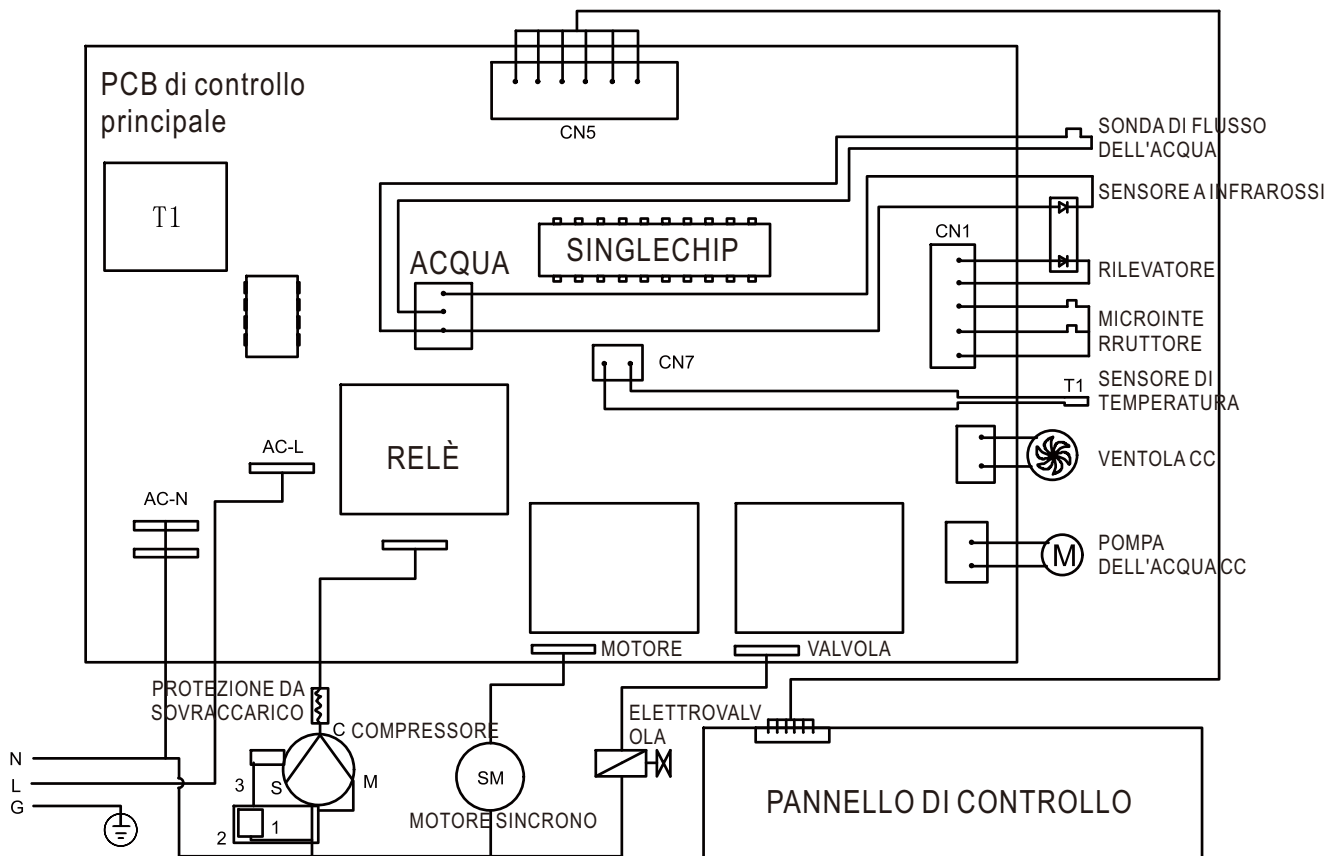 PCB di controllo
principale
CN5
SONDA DI FLUSSO
DELL'ACQUA
T1
SENSORE A INFRAROSSI
SINGLECHIP
CN1
ACQUA
RILEVATORE
MICROINTE
RRUTTORE
CN7
T1
SENSORE DI
TEMPERATURA
AC-L
RELÈ
VENTOLA CC
AC-N
M
POMPA
DELL'ACQUA CC
MOTORE
VALVOLA
PROTEZIONE DA
SOVRACCARICO
ELETTROVALV
OLA
C COMPRESSORE
N
L
G
3
S
M
SM
2
1
MOTORE SINCRONO
PANNELLO DI CONTROLLO